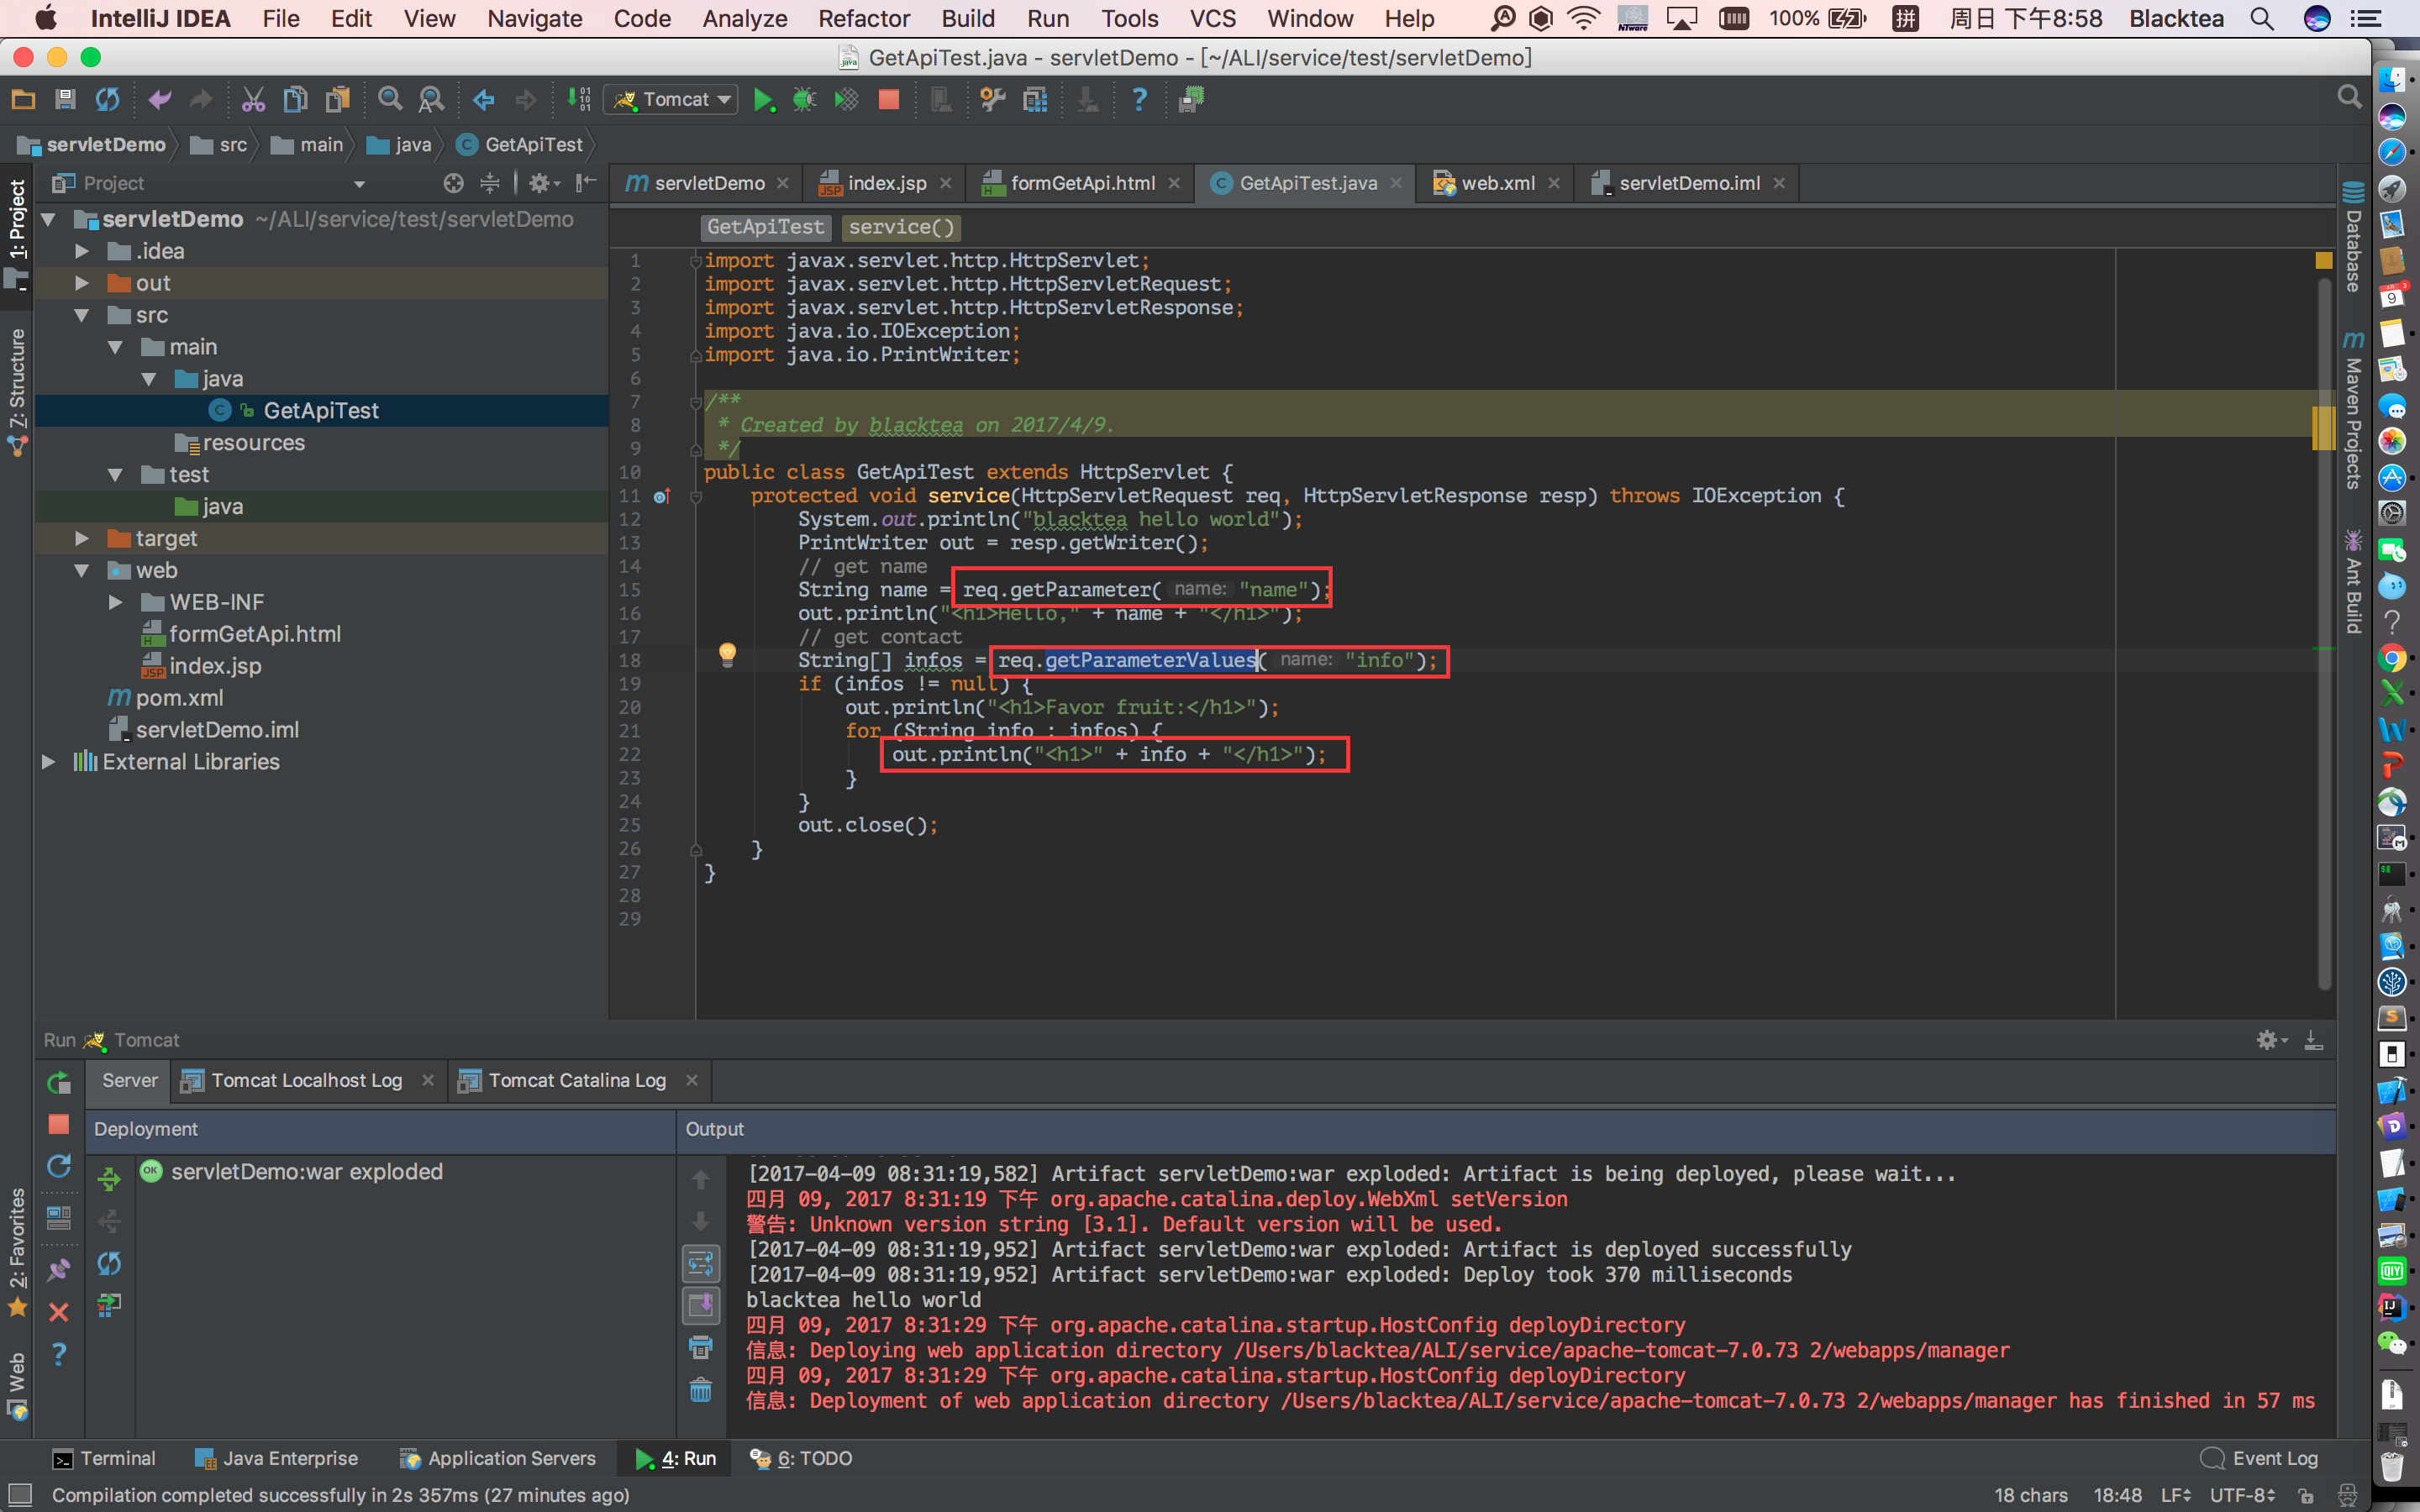 IntelliJ IDEA File Edit View Navigate Code Analyze Refactor Build Run Tools VCS Window Help NTware 100% 拼 周日 下午8:58 Blacktea
GetApiTest.java - servletDemo - [~/ALI/service/test/servletDemo]
Tomcat
servletDemo src main java GetApiTest
Project
servletDemo index.jsp formGetApi.html GetApiTest.java web.xml servletDemo.iml
1: Project
7: Structure
2: Favorites
Web
servletDemo ~/ALI/service/test/servletDemo
.idea
out
src
main
java
GetApiTest
resources
test
java
target
web
WEB-INF
formGetApi.html
index.jsp
pom.xml
servletDemo.iml
External Libraries
GetApiTest service()
1 import javax.servlet.http.HttpServlet;
2 import javax.servlet.http.HttpServletRequest;
3 import javax.servlet.http.HttpServletResponse;
4 import java.io.IOException;
5 import java.io.PrintWriter;
6
7 /**
8 * Created by blacktea on 2017/4/9.
9 */
10 public class GetApiTest extends HttpServlet {
11 protected void service(HttpServletRequest req, HttpServletResponse resp) throws IOException {
12 System.out.println("blacktea hello world");
13 PrintWriter out = resp.getWriter();
14 // get name
15 String name = req.getParameter( name: "name");
16 out.println("<h1>Hello," + name + "</h1>");
17 // get contact
18 String[] infos = req.getParameterValues( name: "info");
19 if (infos != null) {
20 out.println("<h1>Favor fruit:</h1>");
21 for (String info : infos) {
22 out.println("<h1>" + info + "</h1>");
23 }
24 }
25 out.close();
26 }
27 }
28
29
Database
Maven Projects
Ant Build
Run Tomcat
Server Tomcat Localhost Log Tomcat Catalina Log
Deployment Output
OK servletDemo:war exploded
[2017-04-09 08:31:19,582] Artifact servletDemo:war exploded: Artifact is being deployed, please wait...
四月 09, 2017 8:31:19 下午 org.apache.catalina.deploy.WebXml setVersion
警告: Unknown version string [3.1]. Default version will be used.
[2017-04-09 08:31:19,952] Artifact servletDemo:war exploded: Artifact is deployed successfully
[2017-04-09 08:31:19,952] Artifact servletDemo:war exploded: Deploy took 370 milliseconds
blacktea hello world
四月 09, 2017 8:31:29 下午 org.apache.catalina.startup.HostConfig deployDirectory
信息: Deploying web application directory /Users/blacktea/ALI/service/apache-tomcat-7.0.73 2/webapps/manager
四月 09, 2017 8:31:29 下午 org.apache.catalina.startup.HostConfig deployDirectory
信息: Deployment of web application directory /Users/blacktea/ALI/service/apache-tomcat-7.0.73 2/webapps/manager has finished in 57 ms
Terminal Java Enterprise Application Servers 4: Run 6: TODO Event Log
Compilation completed successfully in 2s 357ms (27 minutes ago) 18 chars 18:48 LF UTF-8